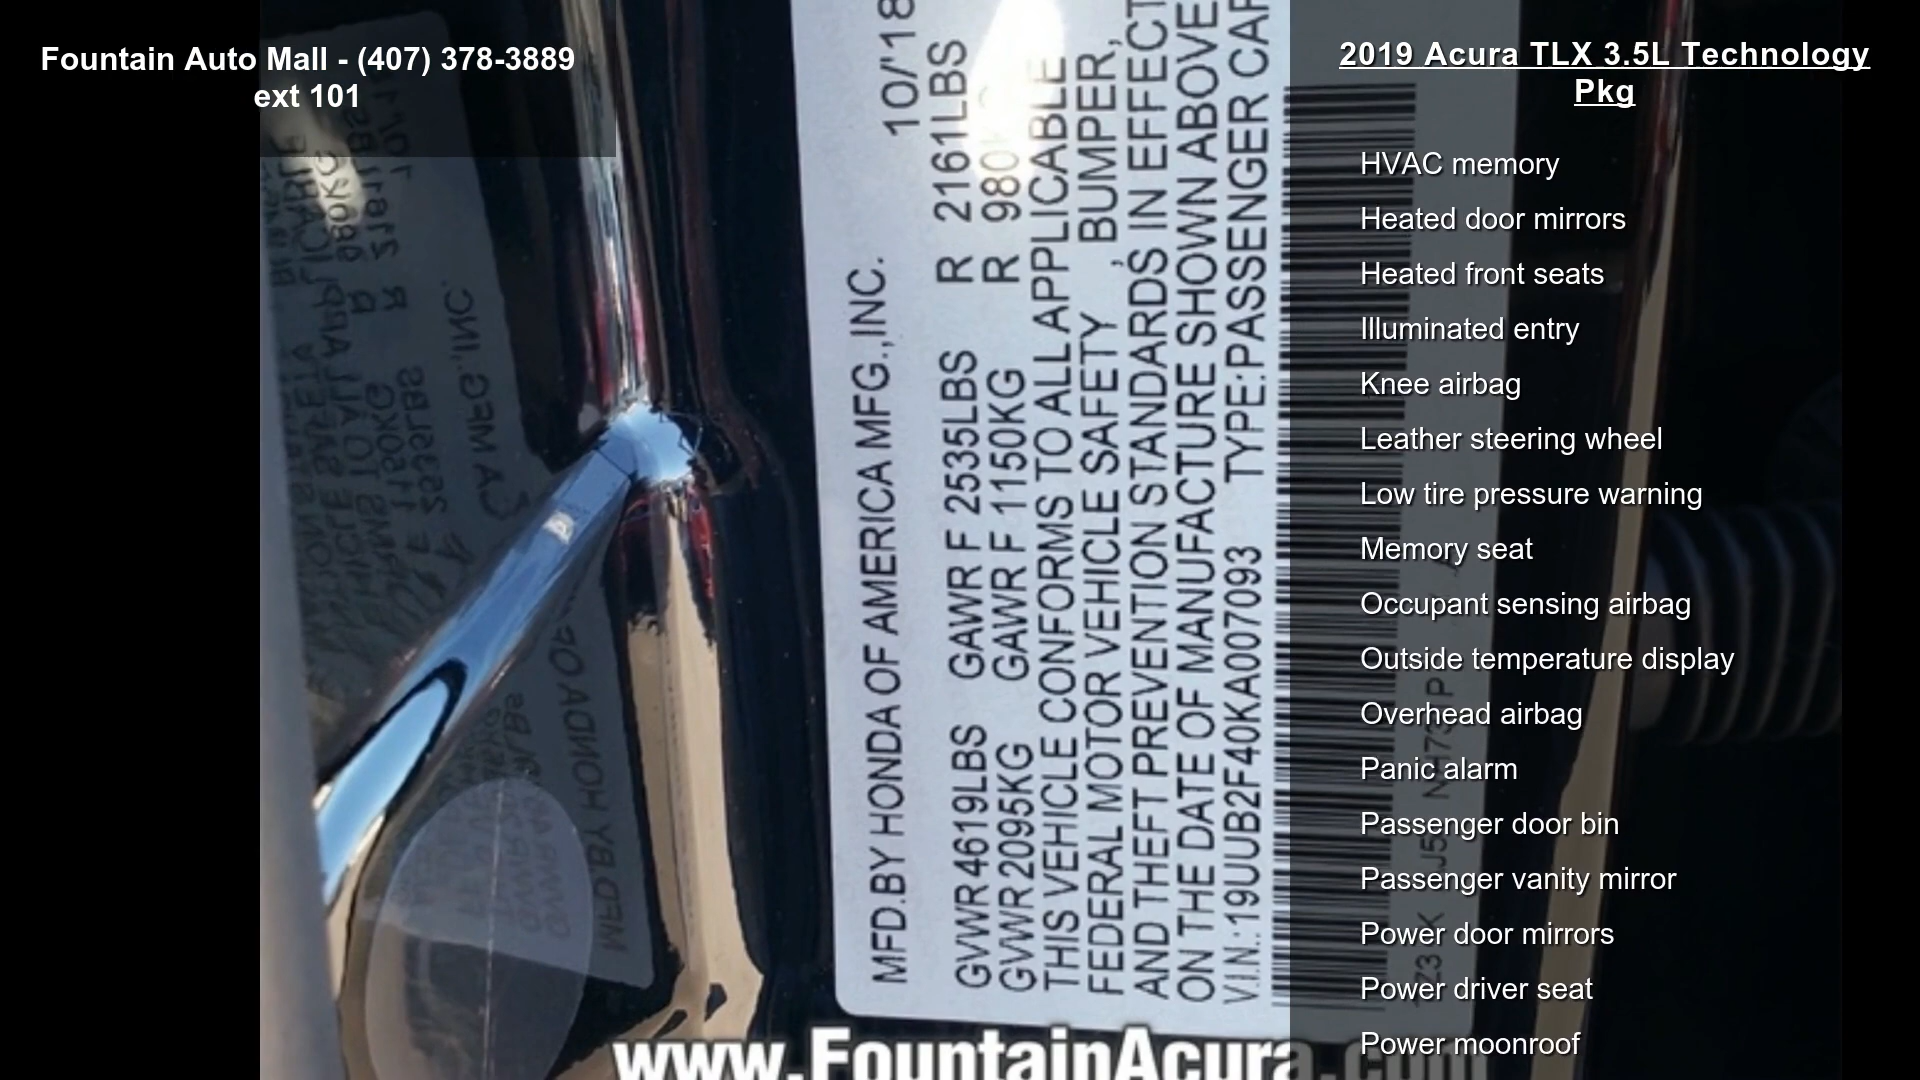 Fountain Auto Mall - (407) 378-3889
ext 101
2019 Acura TLX 3.5L Technology
Pkg
HVAC memory
Heated door mirrors
Heated front seats
Illuminated entry
Knee airbag
Leather steering wheel
Low tire pressure warning
Memory seat
Occupant sensing airbag
Outside temperature display
Overhead airbag
Panic alarm
Passenger door bin
Passenger vanity mirror
Power door mirrors
Power driver seat
Power moonroof
MFD.BY HONDA OF AMERICA MFG.,INC. 10/'18
GVWR 4619LBS GAWR F 2535LBS R 2161LBS
GVWR 2095KG GAWR F 1150KG R 980
THIS VEHICLE CONFORMS TO ALL APPLICABLE
FEDERAL MOTOR VEHICLE SAFETY , BUMPER,
AND THEFT PREVENTION STANDARDS IN EFFECT
ON THE DATE OF MANUFACTURE SHOWN ABOVE
V.I.N.:19UUB2F40KA007093 TYPE:PASSENGER CAR
www.FountainAcura.com